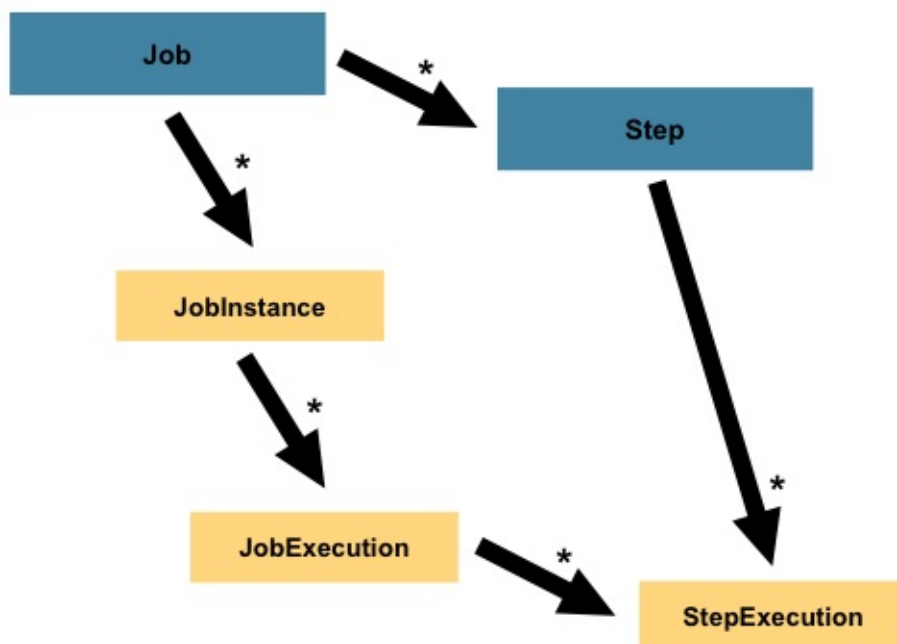 Job
*
Step
*
JobInstance
*
*
JobExecution
*
StepExecution